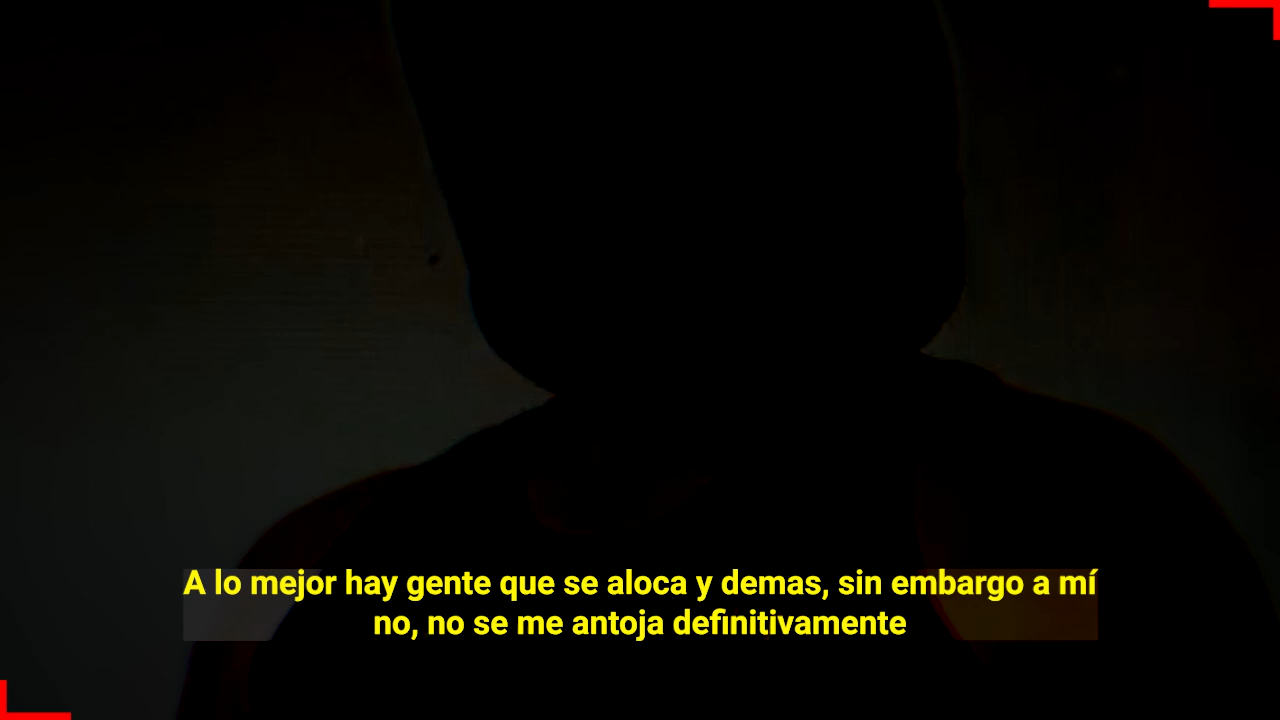 A lo mejor hay gente que se aloca y demas, sin embargo a mí
no, no se me antoja definitivamente